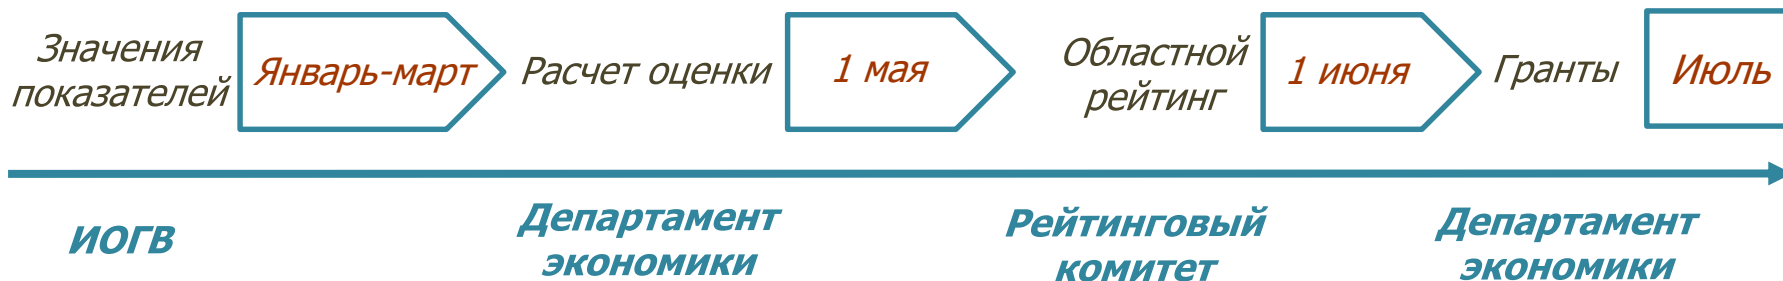 Значения
показателей
Январь-март
Расчет оценки
1 мая
Областной
рейтинг
1 июня
Гранты
Июль
ИОГВ
Департамент
экономики
Рейтинговый
комитет
Департамент
экономики